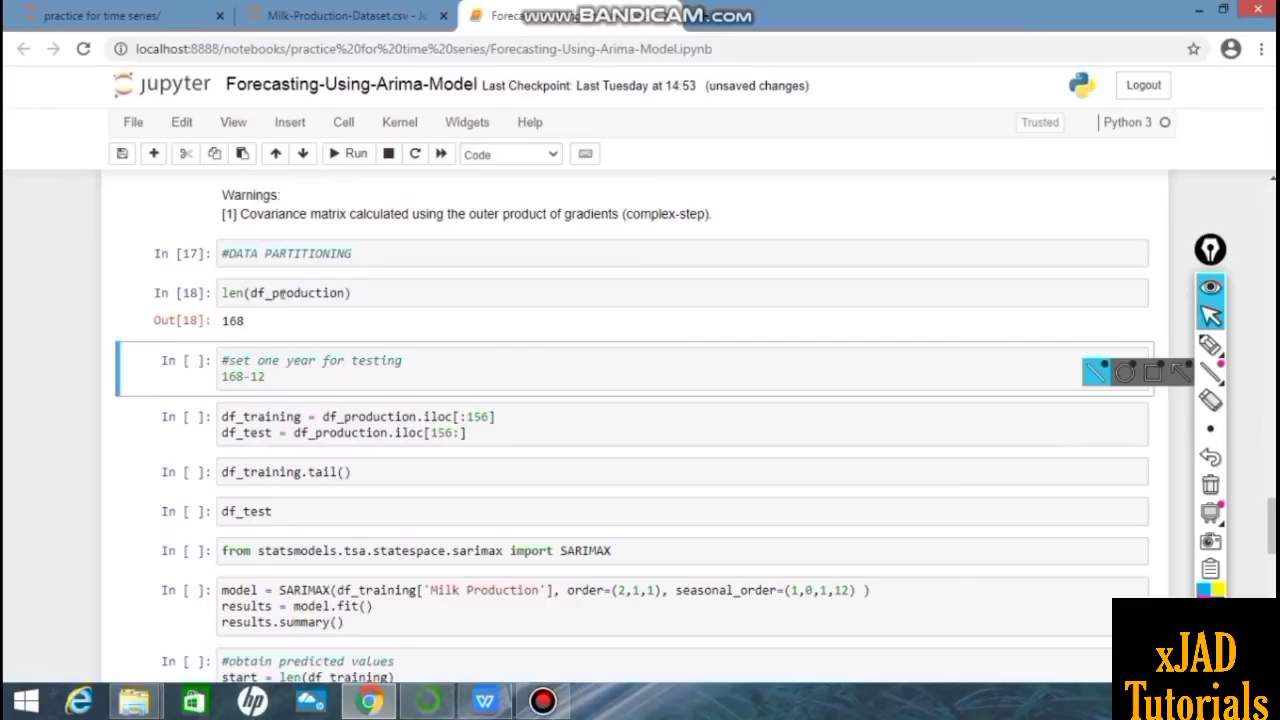 practice for time series/
Milk-Production-Dataset.csv - Ju
Forec
WWW.BANDICAM.COM
localhost:8888/notebooks/practice%20for%20time%20series/Forecasting-Using-Arima-Model.ipynb
jupyter Forecasting-Using-Arima-Model Last Checkpoint: Last Tuesday at 14:53 (unsaved changes) Logout
File Edit View Insert Cell Kernel Widgets Help Trusted Python 3
Run Code
Warnings:
[1] Covariance matrix calculated using the outer product of gradients (complex-step).
In [17]: #DATA PARTITIONING
In [18]: len(df_production)
Out[18]: 168
In [ ]: #set one year for testing
168-12
In [ ]: df_training = df_production.iloc[:156]
df_test = df_production.iloc[156:]
In [ ]: df_training.tail()
In [ ]: df_test
In [ ]: from statsmodels.tsa.statespace.sarimax import SARIMAX
In [ ]: model = SARIMAX(df_training['Milk Production'], order=(2,1,1), seasonal_order=(1,0,1,12) )
results = model.fit()
results.summary()
In [ ]: #obtain predicted values
start = len(df_training)
xJAD
Tutorials